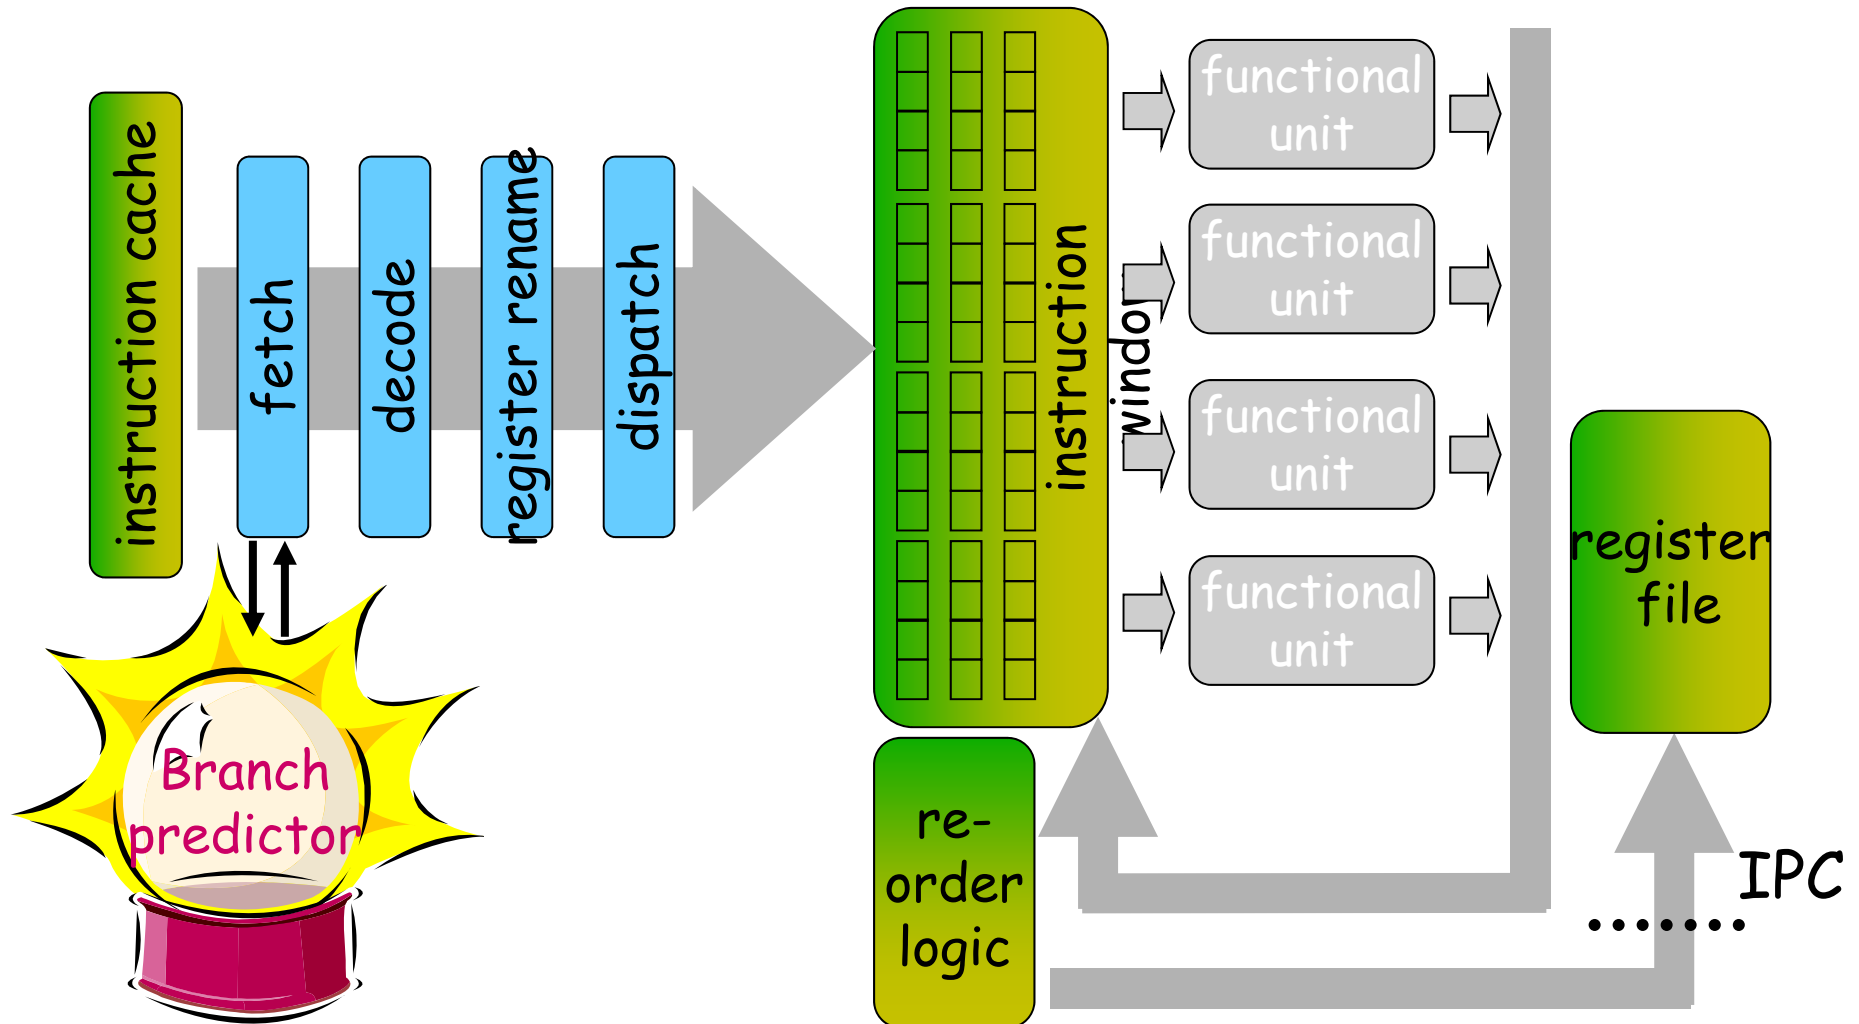 instruction cache
fetch
decode
register rename
dispatch
instruction
window
functional
unit
functional
unit
functional
unit
functional
unit
register
file
Branch
predictor
re-
order
logic
IPC